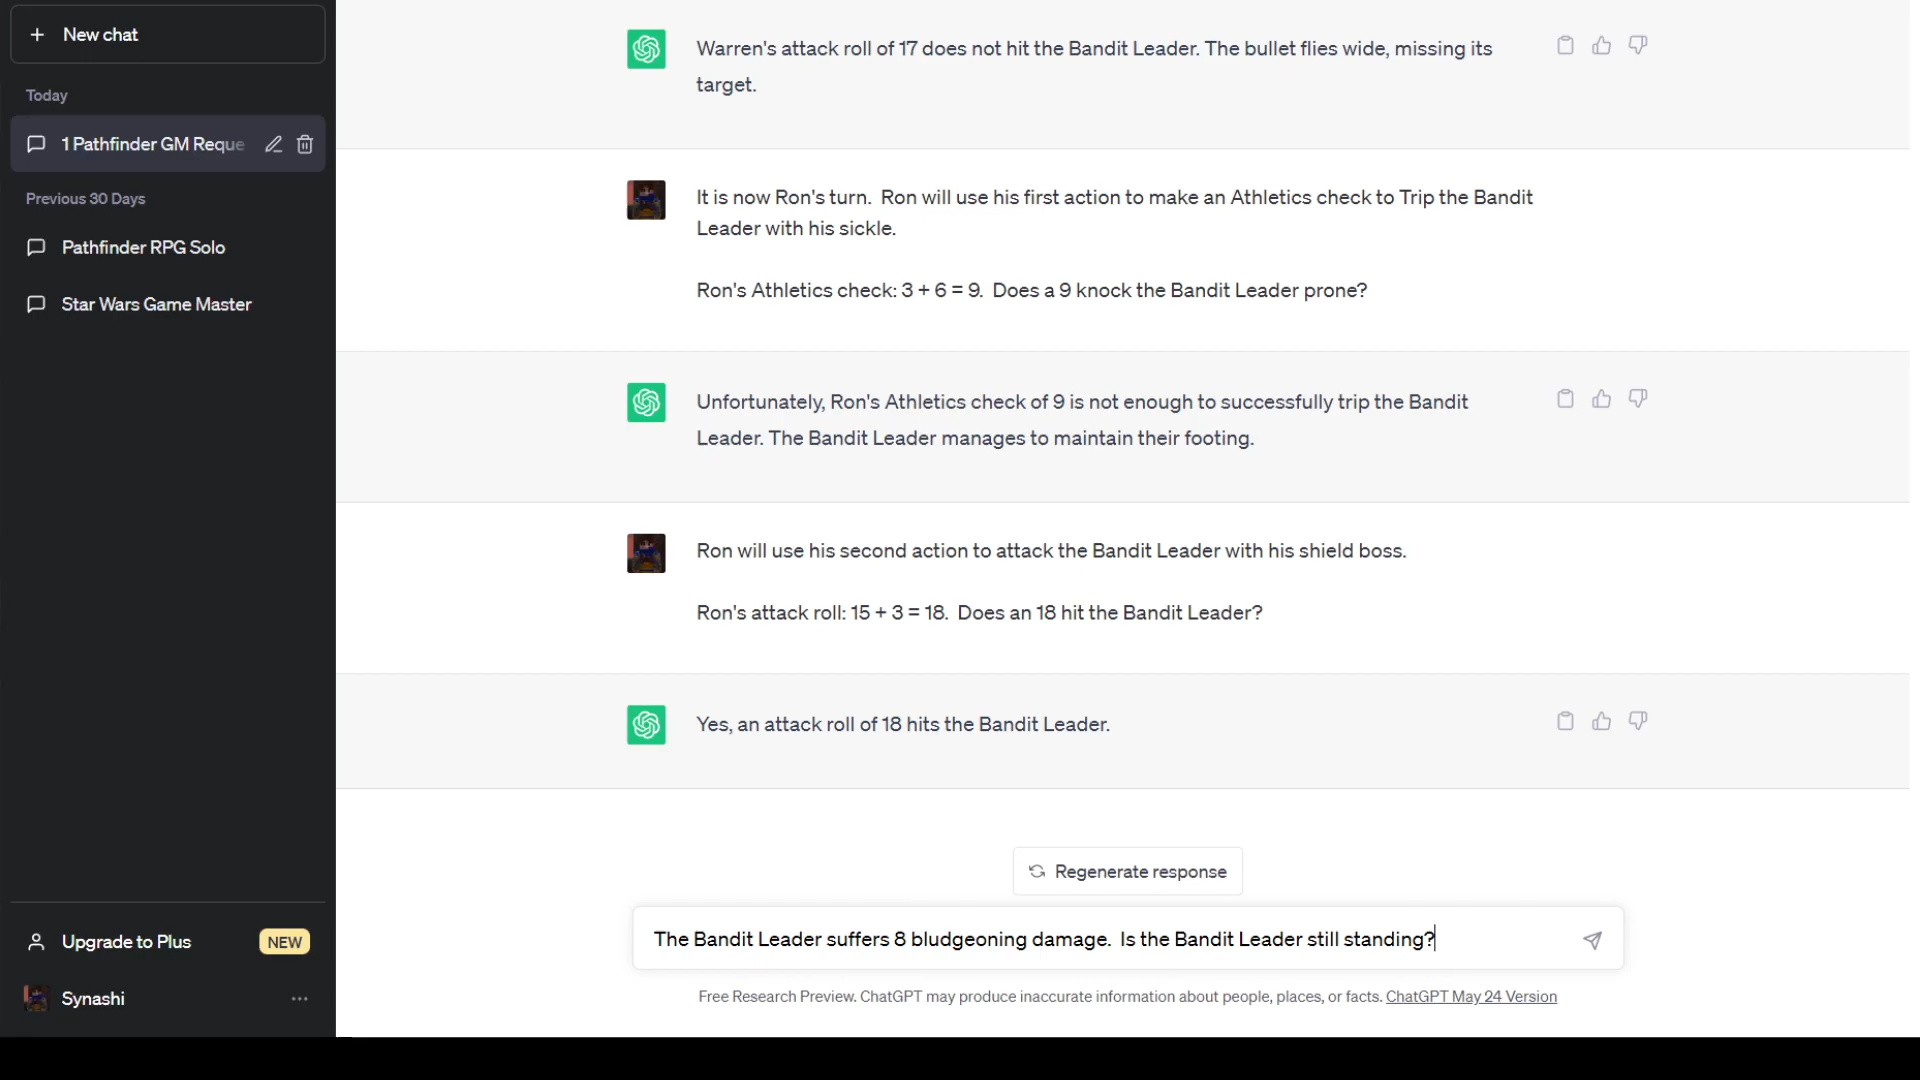 New chat
Today
1 Pathfinder GM Reque
Previous 30 Days
Pathfinder RPG Solo
Star Wars Game Master
Upgrade to Plus NEW
Synashi
Warren's attack roll of 17 does not hit the Bandit Leader. The bullet flies wide, missing its
target.
It is now Ron's turn.  Ron will use his first action to make an Athletics check to Trip the Bandit
Leader with his sickle.
Ron's Athletics check: 3 + 6 = 9.  Does a 9 knock the Bandit Leader prone?
Unfortunately, Ron's Athletics check of 9 is not enough to successfully trip the Bandit
Leader. The Bandit Leader manages to maintain their footing.
Ron will use his second action to attack the Bandit Leader with his shield boss.
Ron's attack roll: 15 + 3 = 18.  Does an 18 hit the Bandit Leader?
Yes, an attack roll of 18 hits the Bandit Leader.
Regenerate response
The Bandit Leader suffers 8 bludgeoning damage.  Is the Bandit Leader still standing?
Free Research Preview. ChatGPT may produce inaccurate information about people, places, or facts. ChatGPT May 24 Version